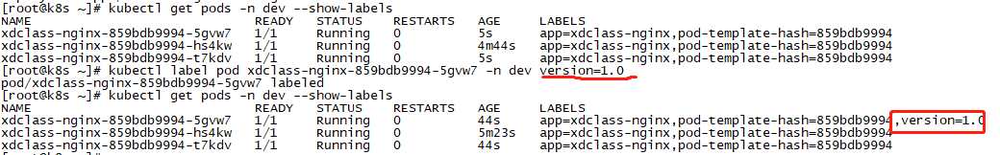 [root@k8s ~]# kubectl get pods -n dev --show-labels
NAME READY STATUS RESTARTS AGE LABELS
xdclass-nginx-859bdb9994-5gvw7 1/1 Running 0 5s app=xdclass-nginx,pod-template-hash=859bdb9994
xdclass-nginx-859bdb9994-hs4kw 1/1 Running 0 4m44s app=xdclass-nginx,pod-template-hash=859bdb9994
xdclass-nginx-859bdb9994-t7kdv 1/1 Running 0 5s app=xdclass-nginx,pod-template-hash=859bdb9994
[root@k8s ~]# kubectl label pod xdclass-nginx-859bdb9994-5gvw7 -n dev version=1.0
pod/xdclass-nginx-859bdb9994-5gvw7 labeled
[root@k8s ~]# kubectl get pods -n dev --show-labels
NAME READY STATUS RESTARTS AGE LABELS
xdclass-nginx-859bdb9994-5gvw7 1/1 Running 0 44s app=xdclass-nginx,pod-template-hash=859bdb9994,version=1.0
xdclass-nginx-859bdb9994-hs4kw 1/1 Running 0 5m23s app=xdclass-nginx,pod-template-hash=859bdb9994
xdclass-nginx-859bdb9994-t7kdv 1/1 Running 0 44s app=xdclass-nginx,pod-template-hash=859bdb9994